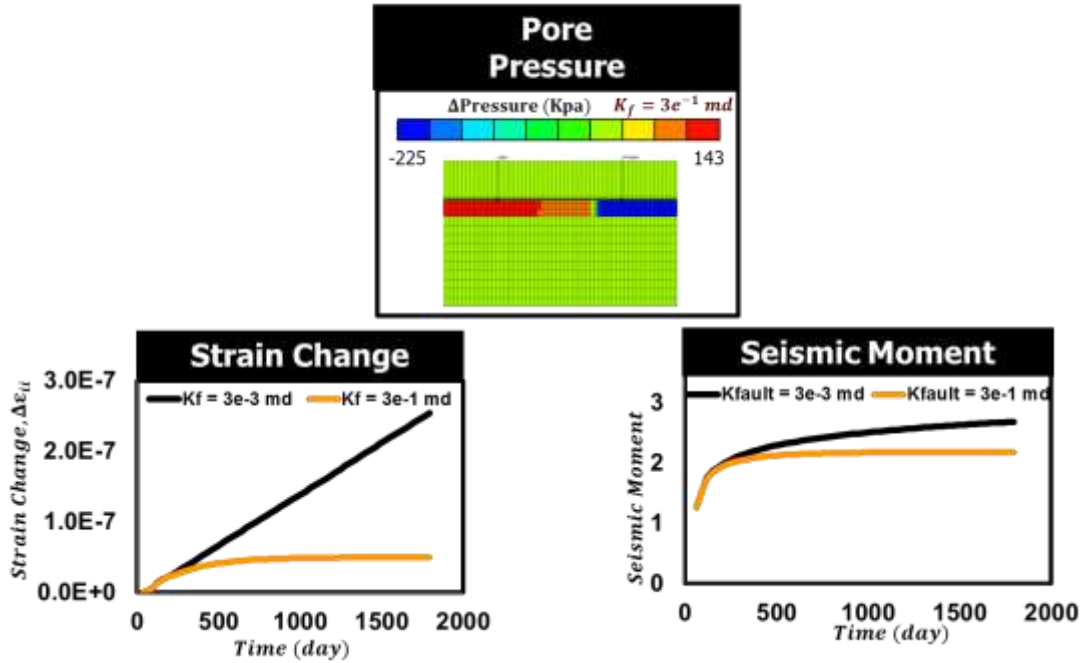 Pore
Pressure
ΔPressure (Kpa) K_f = 3e⁻¹ md
-225 143
Strain Change
Strain Change, Δε_ii
3.0E-7
2.0E-7
1.0E-7
0.0E+0
Kf = 3e-3 md Kf = 3e-1 md
0 500 1000 1500 2000
Time (day)
Seismic Moment
Seismic Moment
3
2
1
0
Kfault = 3e-3 md Kfault = 3e-1 md
0 500 1000 1500 2000
Time (day)